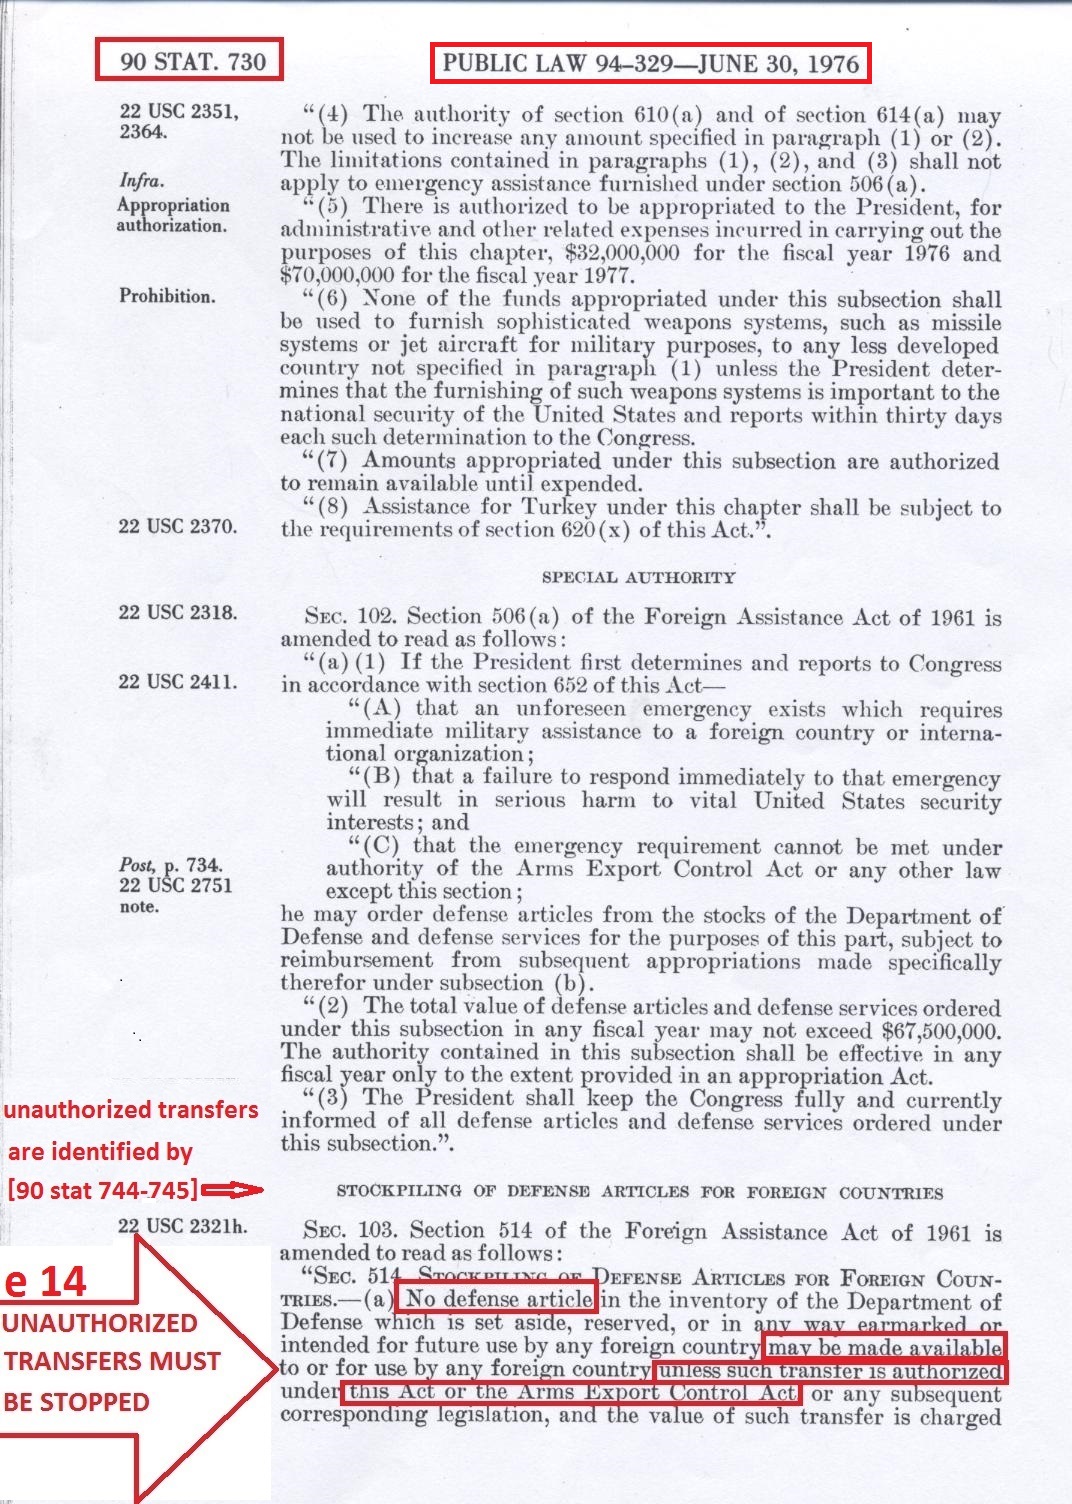 90 STAT. 730
PUBLIC LAW 94–329—JUNE 30, 1976
22 USC 2351,
2364.
"(4) The authority of section 610(a) and of section 614(a) may
not be used to increase any amount specified in paragraph (1) or (2).
The limitations contained in paragraphs (1), (2), and (3) shall not
Infra.
apply to emergency assistance furnished under section 506(a).
Appropriation
authorization.
"(5) There is authorized to be appropriated to the President, for
administrative and other related expenses incurred in carrying out the
purposes of this chapter, $32,000,000 for the fiscal year 1976 and
$70,000,000 for the fiscal year 1977.
Prohibition.
"(6) None of the funds appropriated under this subsection shall
be used to furnish sophisticated weapons systems, such as missile
systems or jet aircraft for military purposes, to any less developed
country not specified in paragraph (1) unless the President deter-
mines that the furnishing of such weapons systems is important to the
national security of the United States and reports within thirty days
each such determination to the Congress.
"(7) Amounts appropriated under this subsection are authorized
to remain available until expended.
"(8) Assistance for Turkey under this chapter shall be subject to
22 USC 2370.
the requirements of section 620(x) of this Act.".
SPECIAL AUTHORITY
22 USC 2318.
SEC. 102. Section 506(a) of the Foreign Assistance Act of 1961 is
amended to read as follows:
"(a)(1) If the President first determines and reports to Congress
22 USC 2411.
in accordance with section 652 of this Act—
"(A) that an unforeseen emergency exists which requires
immediate military assistance to a foreign country or interna-
tional organization;
"(B) that a failure to respond immediately to that emergency
will result in serious harm to vital United States security
interests; and
"(C) that the emergency requirement cannot be met under
Post, p. 734.
22 USC 2751
note.
authority of the Arms Export Control Act or any other law
except this section;
he may order defense articles from the stocks of the Department of
Defense and defense services for the purposes of this part, subject to
reimbursement from subsequent appropriations made specifically
therefor under subsection (b).
"(2) The total value of defense articles and defense services ordered
under this subsection in any fiscal year may not exceed $67,500,000.
The authority contained in this subsection shall be effective in any
fiscal year only to the extent provided in an appropriation Act.
"(3) The President shall keep the Congress fully and currently
informed of all defense articles and defense services ordered under
this subsection.".
unauthorized transfers
are identified by
[90 stat 744-745]
STOCKPILING OF DEFENSE ARTICLES FOR FOREIGN COUNTRIES
22 USC 2321h.
SEC. 103. Section 514 of the Foreign Assistance Act of 1961 is
amended to read as follows:
"SEC. 514. STOCKPILING OF DEFENSE ARTICLES FOR FOREIGN COUN-
TRIES.—(a) No defense article in the inventory of the Department of
Defense which is set aside, reserved, or in any way earmarked or
intended for future use by any foreign country may be made available
to or for use by any foreign country unless such transfer is authorized
under this Act or the Arms Export Control Act or any subsequent
corresponding legislation, and the value of such transfer is charged
e 14
UNAUTHORIZED
TRANSFERS MUST
BE STOPPED